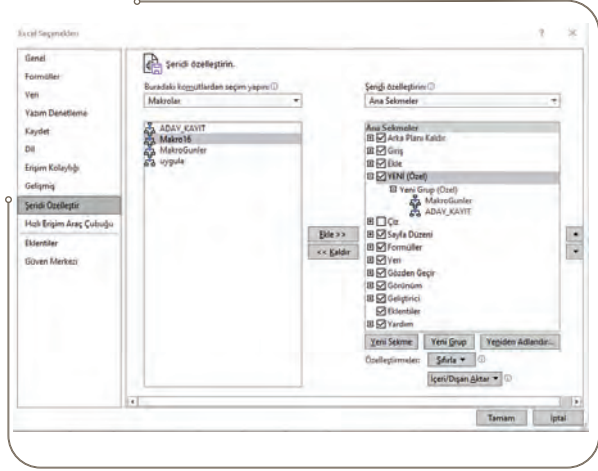 Excel Seçenekleri
?
×
Genel
Formüller
Veri
Yazım Denetleme
Kaydet
Dil
Erişim Kolaylığı
Gelişmiş
Şeridi Özelleştir
Hızlı Erişim Araç Çubuğu
Eklentiler
Güven Merkezi
Şeridi özelleştirin.
Buradaki komutlardan seçim yapın:
Makrolar
ADAY_KAYIT
Makro16
MakroGunler
uygula
Ekle >>
<< Kaldır
Şeridi özelleştirin:
Ana Sekmeler
Ana Sekmeler
Arka Planı Kaldır
Giriş
Ekle
YENİ (Özel)
Yeni Grup (Özel)
MakroGunler
ADAY_KAYIT
Çiz
Sayfa Düzeni
Formüller
Veri
Gözden Geçir
Görünüm
Geliştirici
Eklentiler
Yardım
Yeni Sekme
Yeni Grup
Yeniden Adlandır...
Özelleştirmeler:
Sıfırla
İçeri/Dışarı Aktar
Tamam
İptal